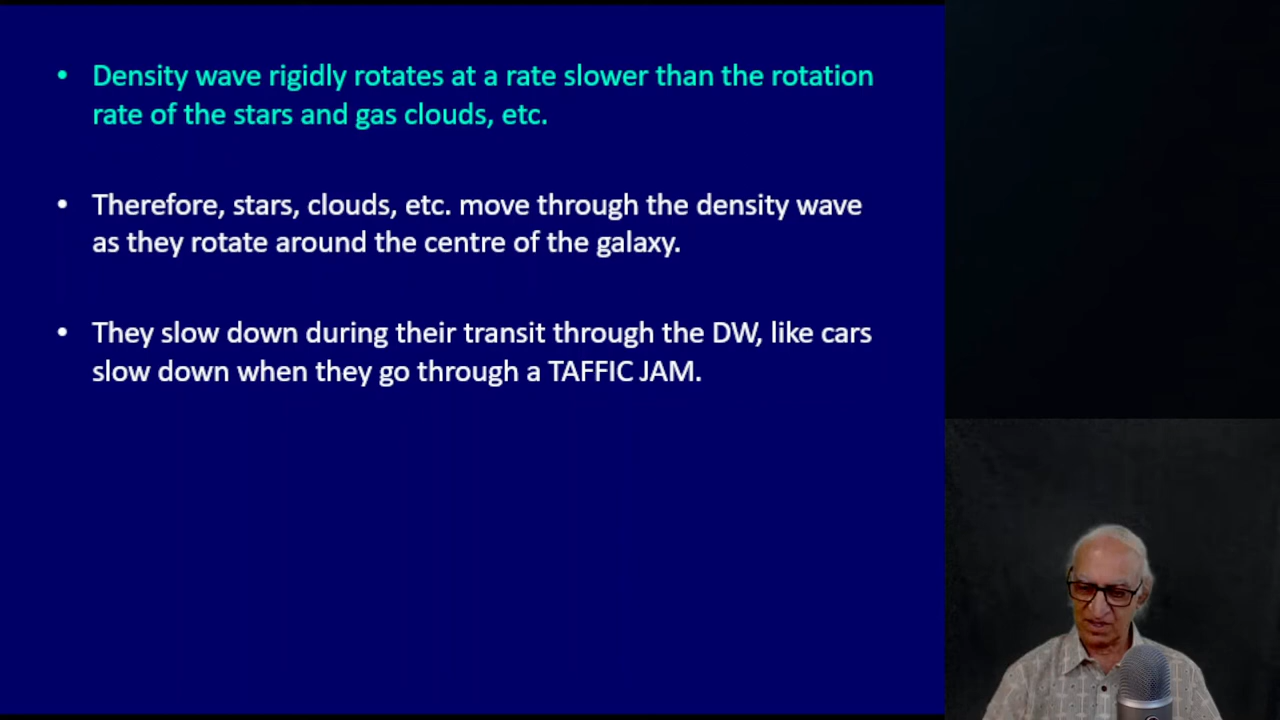 • Density wave rigidly rotates at a rate slower than the rotation
rate of the stars and gas clouds, etc.
• Therefore, stars, clouds, etc. move through the density wave
as they rotate around the centre of the galaxy.
• They slow down during their transit through the DW, like cars
slow down when they go through a TAFFIC JAM.